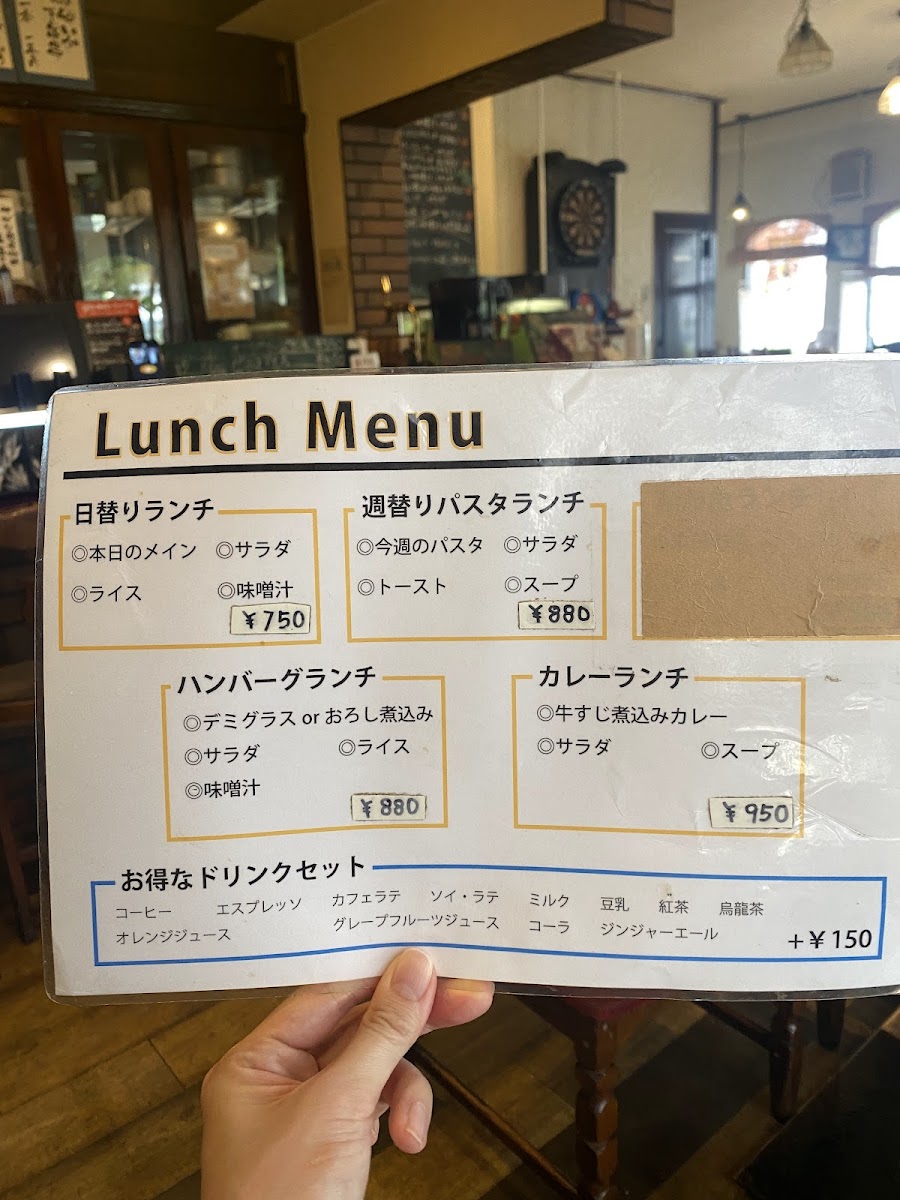 Lunch Menu
日替りランチ
◎本日のメイン ◎サラダ
◎ライス ◎味噌汁
¥750
週替りパスタランチ
◎今週のパスタ ◎サラダ
◎トースト ◎スープ
¥880
ハンバーグランチ
◎デミグラス or おろし煮込み
◎サラダ ◎ライス
◎味噌汁
¥880
カレーランチ
◎牛すじ煮込みカレー
◎サラダ ◎スープ
¥950
お得なドリンクセット
コーヒー エスプレッソ カフェラテ ソイ・ラテ ミルク 豆乳 紅茶 烏龍茶
オレンジジュース グレープフルーツジュース コーラ ジンジャーエール
+¥150